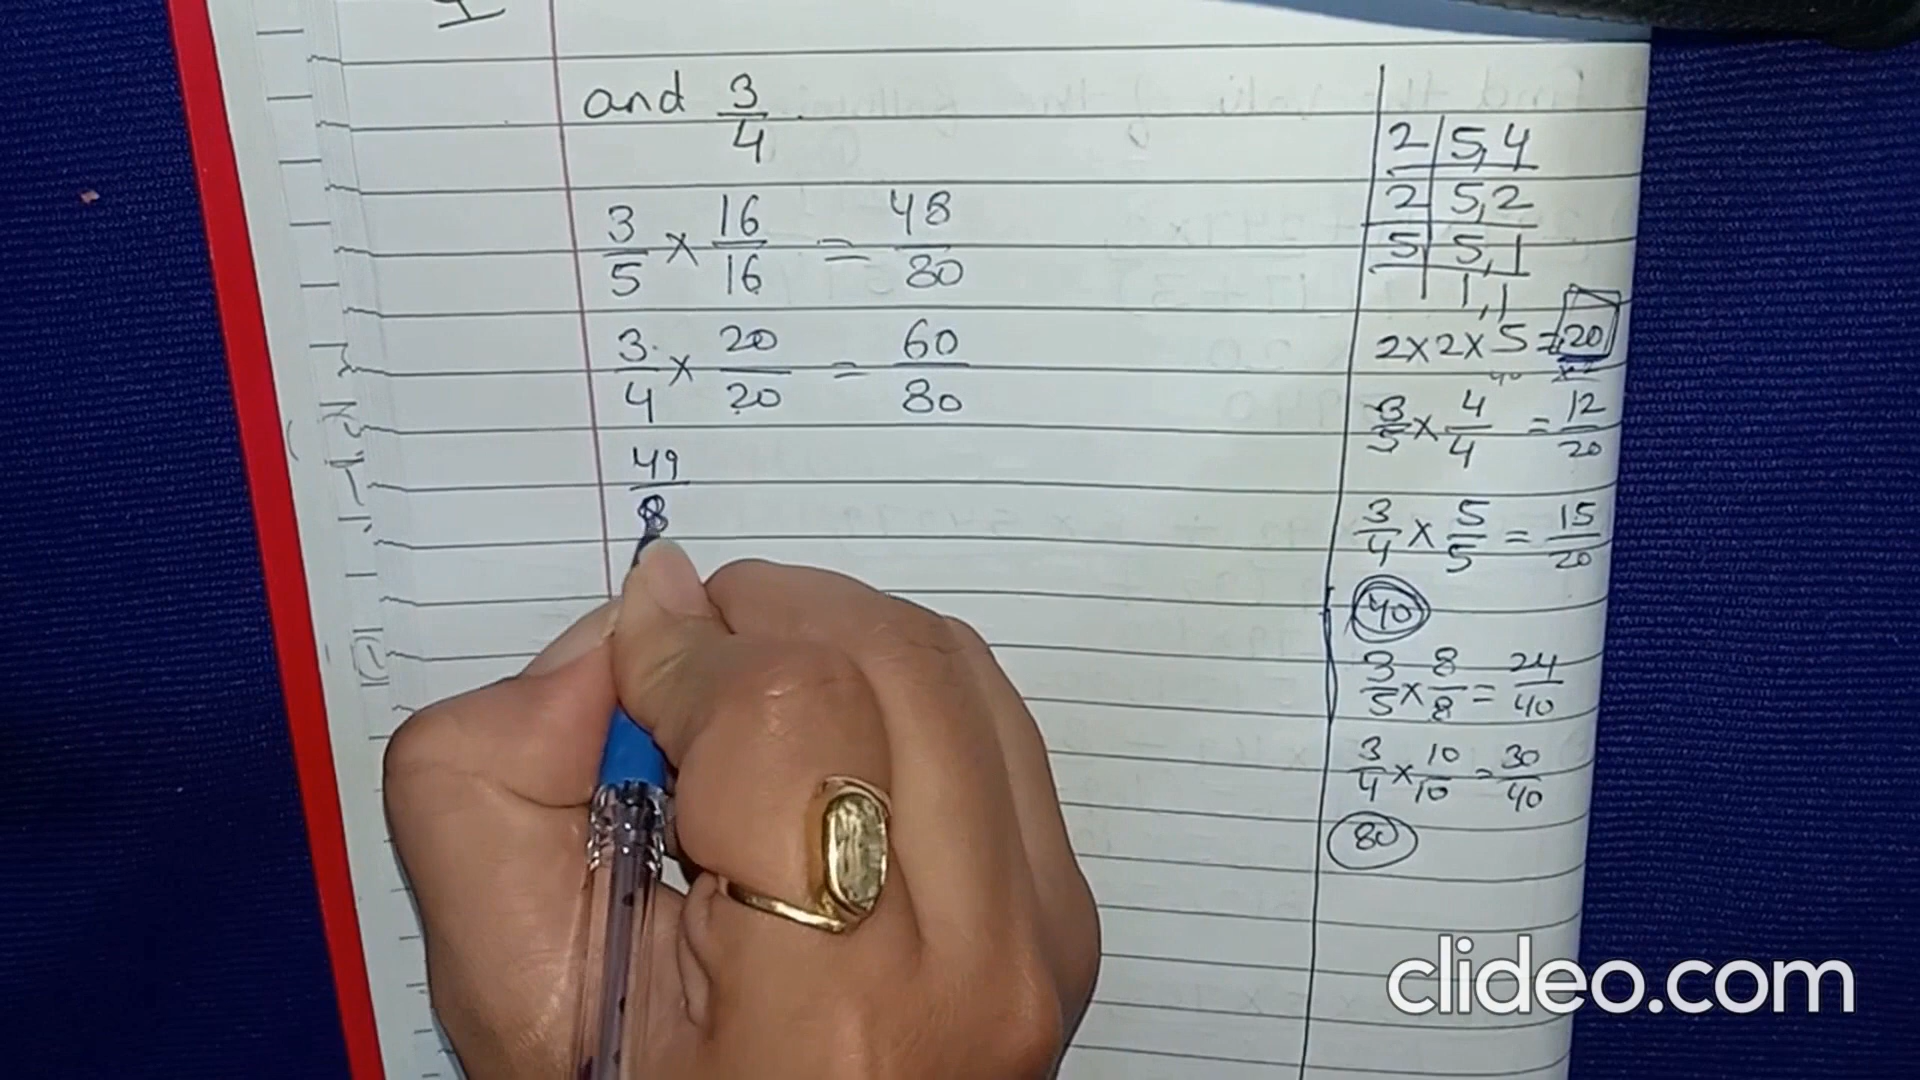 and 3/4
3/5 × 16/16 = 48/80
3/4 × 20/20 = 60/80
49/8
2 | 5, 4
2 | 5, 2
5 | 5, 1
1, 1
2×2×5 = 20
3/5 × 4/4 = 12/20
3/4 × 5/5 = 15/20
40
3/5 × 8/8 = 24/40
3/4 × 10/10 = 30/40
80
clideo.com